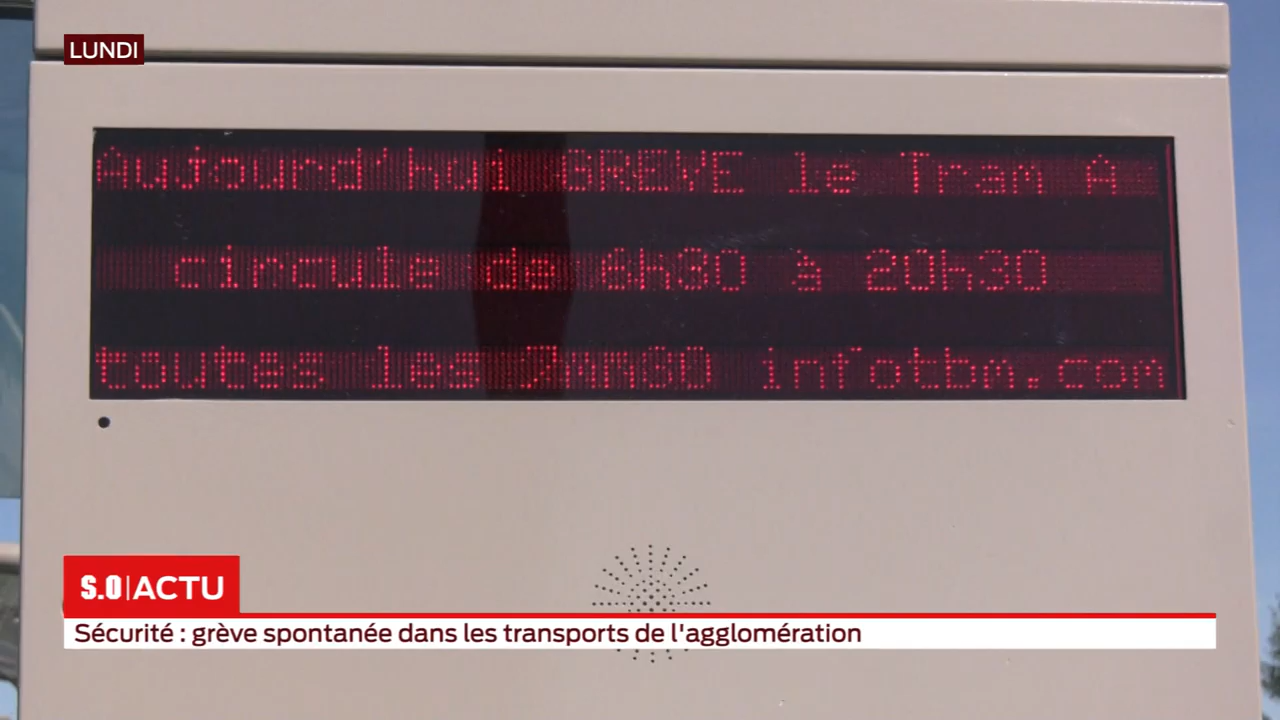 LUNDI
Aujourd'hui GREVE le Tram A
circule de 6h30 à 20h30
toutes les infotbm.com
S.O|ACTU
Sécurité : grève spontanée dans les transports de l'agglomération